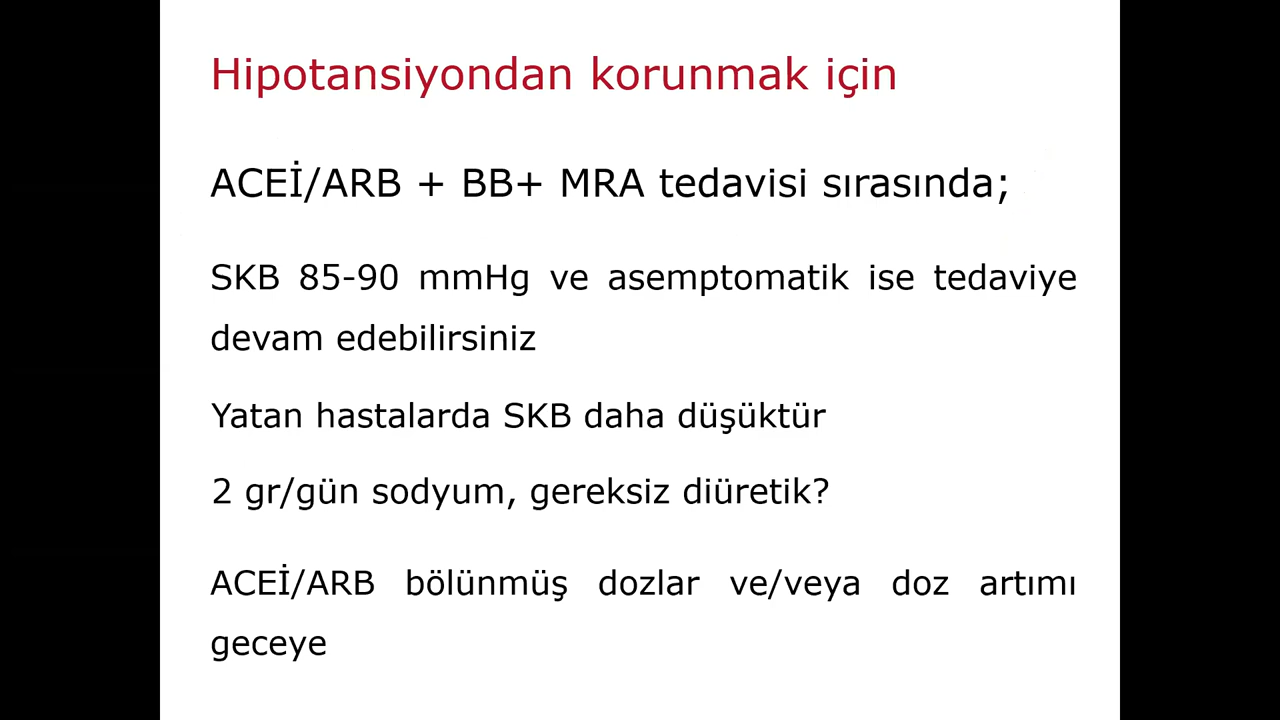 Hipotansiyondan korunmak için
ACEİ/ARB + BB+ MRA tedavisi sırasında;
SKB 85-90 mmHg ve asemptomatik ise tedaviye
devam edebilirsiniz
Yatan hastalarda SKB daha düşüktür
2 gr/gün sodyum, gereksiz diüretik?
ACEİ/ARB bölünmüş dozlar ve/veya doz artımı
geceye